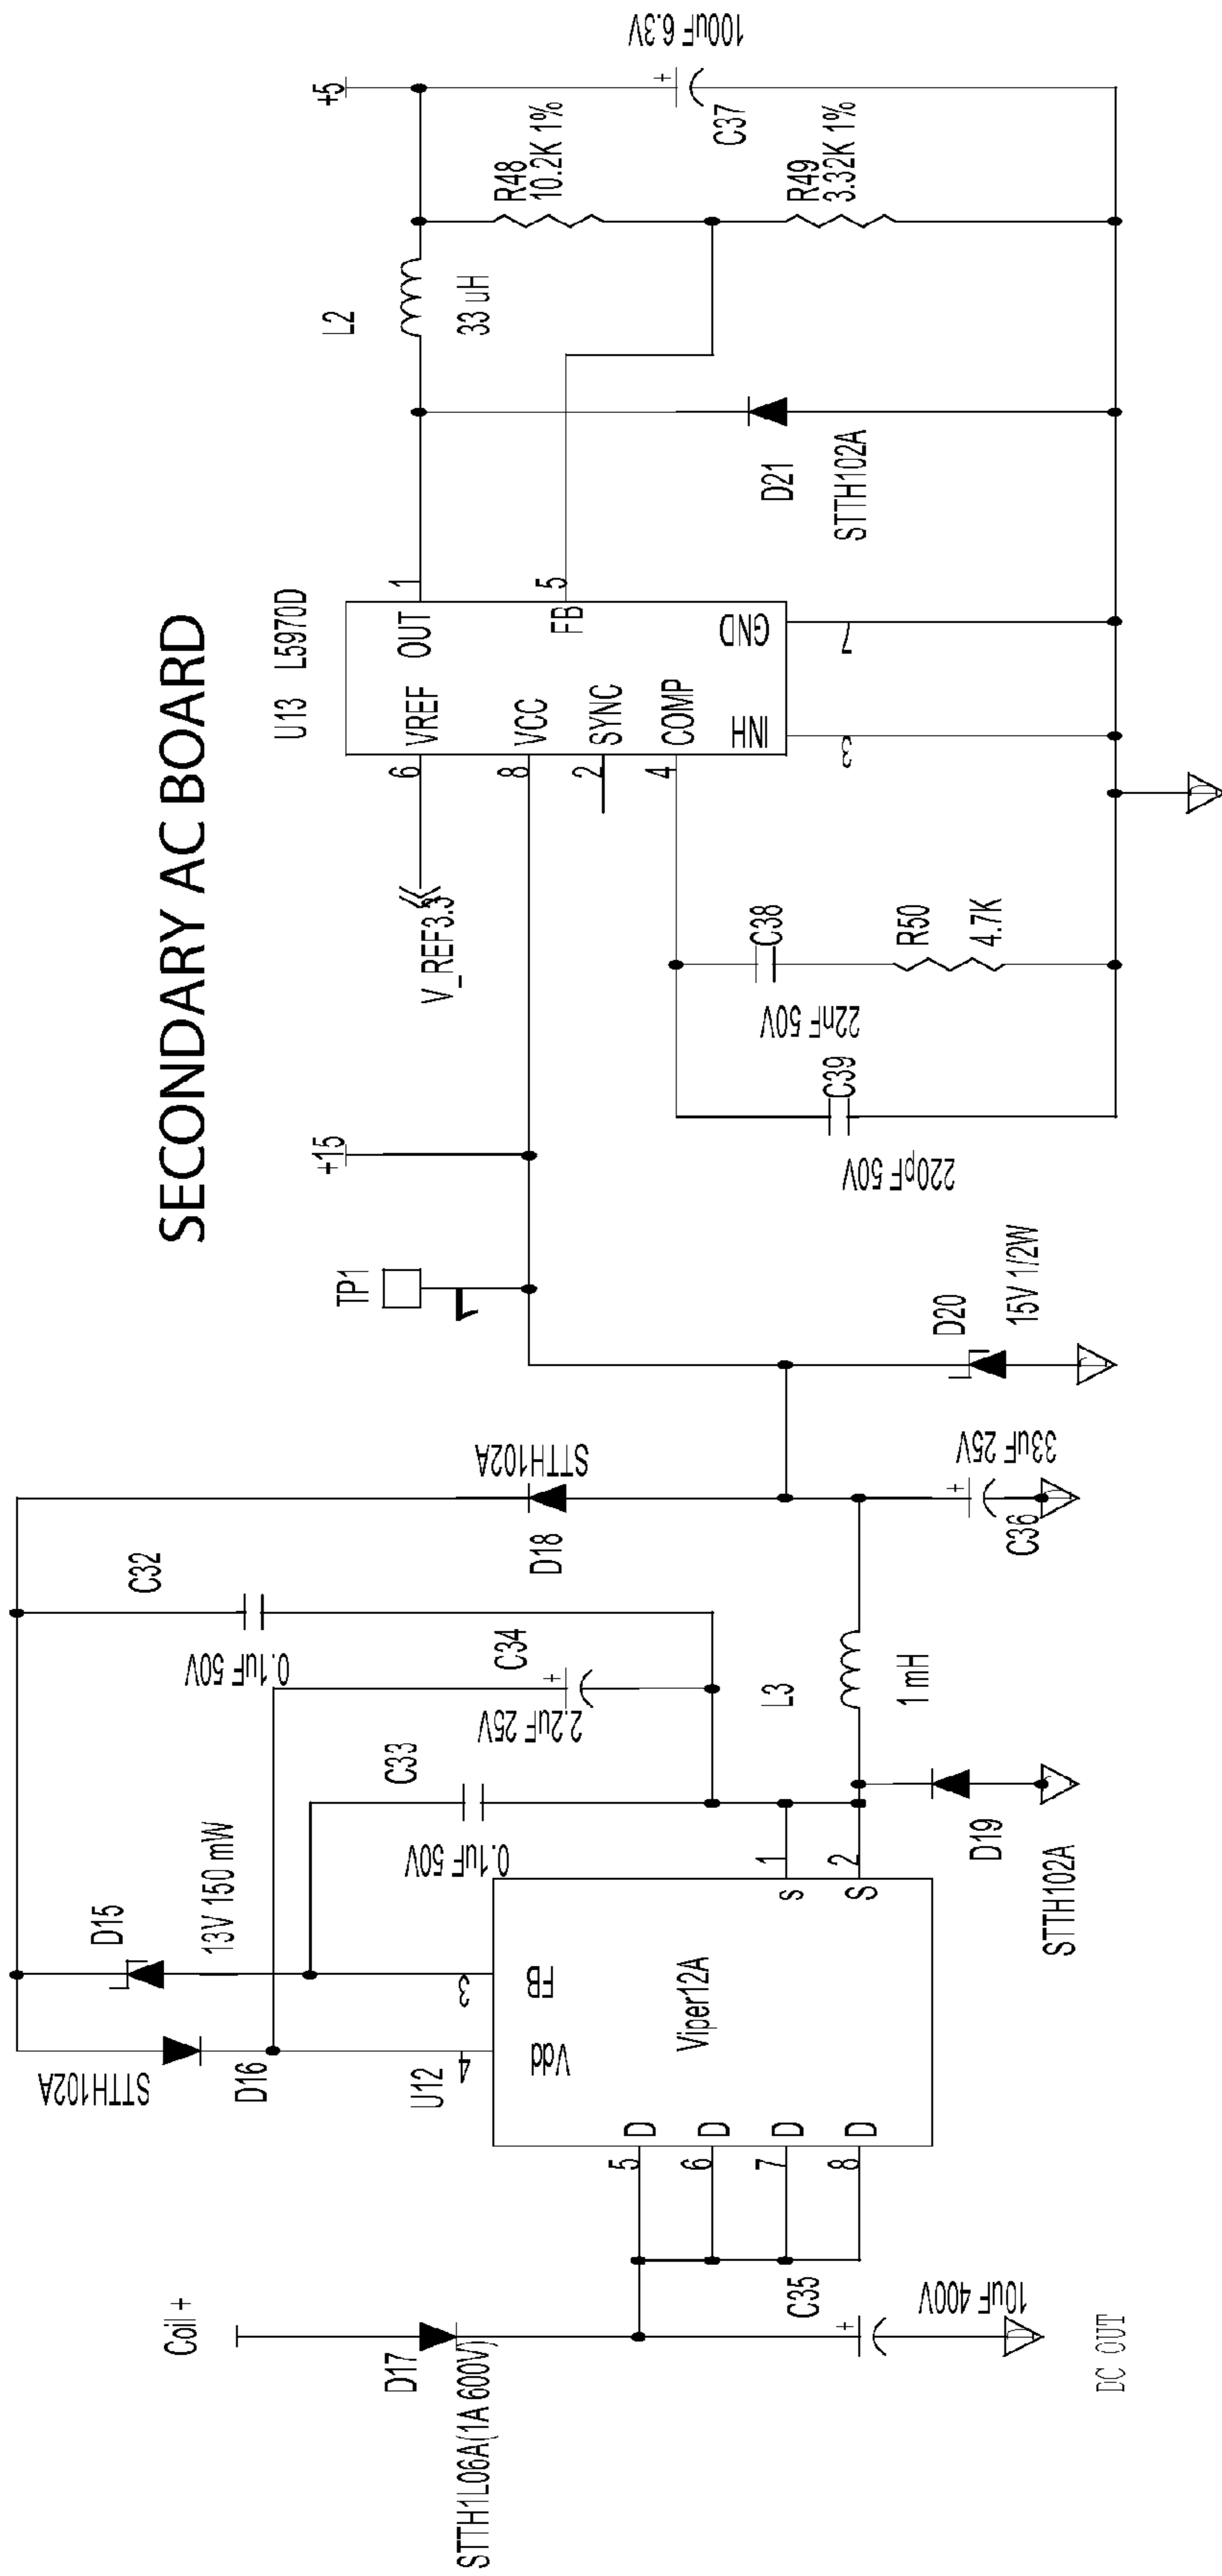 SECONDARY AC BOARD
Coil +
D17
STTH1L06A(1A 600V)
C35
+
10uF 400V
DC OUT
STTH102A
D16
D15
13V 150 mW
U12
4
3
Vdd
FB
Viper12A
5
D
6
D
7
D
8
D
s
1
S
2
C33
0.1uF 50V
C34
+
2.2uF 25V
C32
0.1uF 50V
D18
STTH102A
L3
1 mH
D19
STTH102A
+
C36
33uF 25V
D20
15V 1/2W
TP1
1
+15
V_REF3.3
U13 L5970D
6
VREF
OUT
1
8
VCC
FB
5
2
SYNC
4
COMP
INH
GND
3
7
C39
220pF 50V
C38
22nF 50V
R50
4.7K
L2
33 uH
D21
STTH102A
R48
10.2K 1%
R49
3.32K 1%
+5
+
C37
100uF 6.3V